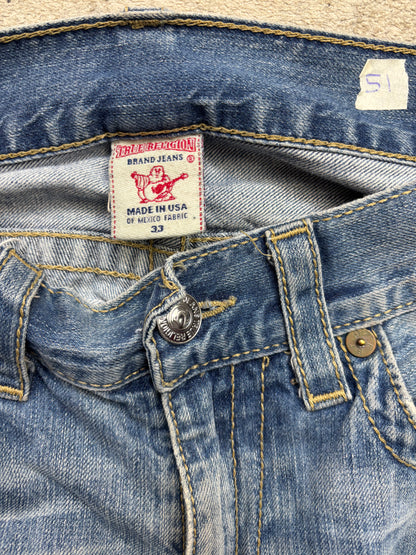 51
TRUE RELIGION
BRAND JEANS
®
MADE IN USA
OF MEXICO FABRIC
33